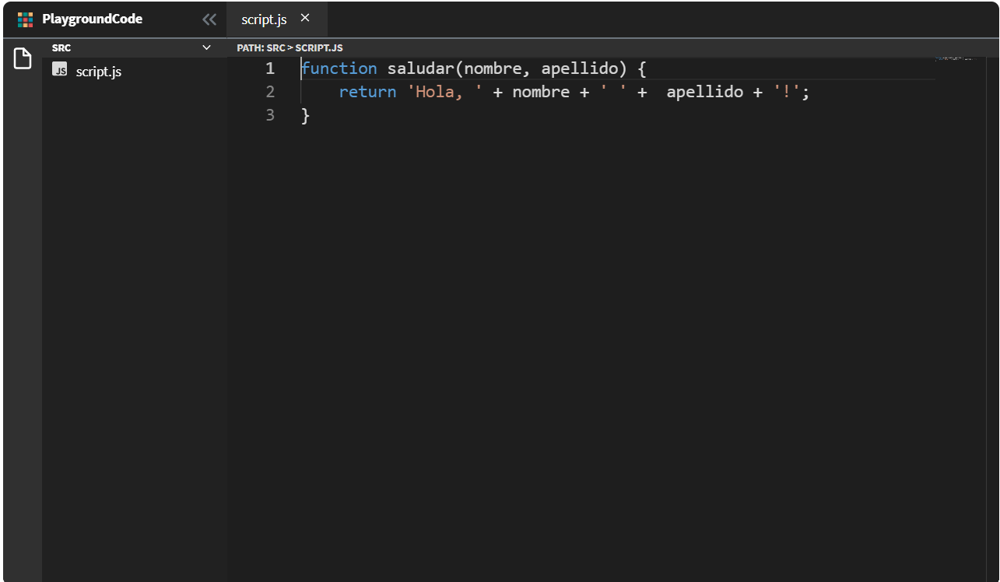 PlaygroundCode
script.js
SRC
JS script.js
PATH: SRC > SCRIPT.JS
1 function saludar(nombre, apellido) {
2     return 'Hola, ' + nombre + ' ' +  apellido + '!';
3 }